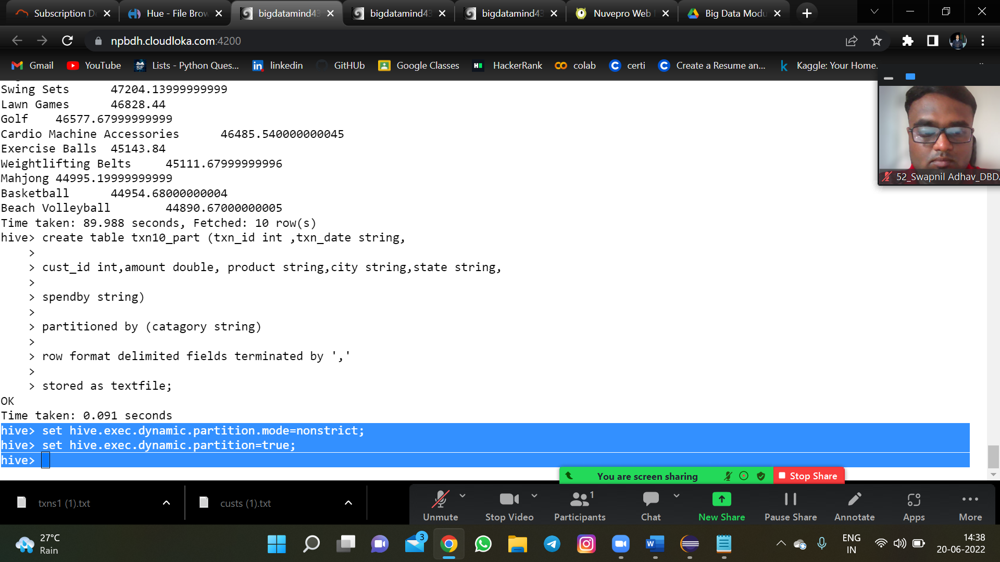 Subscription D
Hue - File Brow
bigdatamind43
bigdatamind43
bigdatamind43
Nuvepro Web
Big Data Modu
npbdh.cloudloka.com:4200
Gmail
YouTube
Lists - Python Ques...
linkedin
GitHUb
Google Classes
HackerRank
colab
certi
Create a Resume an...
Kaggle: Your Home.
Swing Sets 47204.13999999999
Lawn Games 46828.44
Golf 46577.67999999999
Cardio Machine Accessories 46485.540000000045
Exercise Balls 45143.84
Weightlifting Belts 45111.67999999996
Mahjong 44995.19999999999
Basketball 44954.68000000004
Beach Volleyball 44890.67000000005
Time taken: 89.988 seconds, Fetched: 10 row(s)
hive> create table txn10_part (txn_id int ,txn_date string,
>
> cust_id int,amount double, product string,city string,state string,
>
> spendby string)
>
> partitioned by (catagory string)
>
> row format delimited fields terminated by ','
>
> stored as textfile;
OK
Time taken: 0.091 seconds
hive> set hive.exec.dynamic.partition.mode=nonstrict;
hive> set hive.exec.dynamic.partition=true;
hive>
52_Swapnil Adhav_DBD
You are screen sharing
Stop Share
txns1 (1).txt
custs (1).txt
Unmute
Stop Video
1
Participants
Chat
New Share
Pause Share
Annotate
Apps
More
27°C
Rain
3
ENG
IN
14:38
20-06-2022